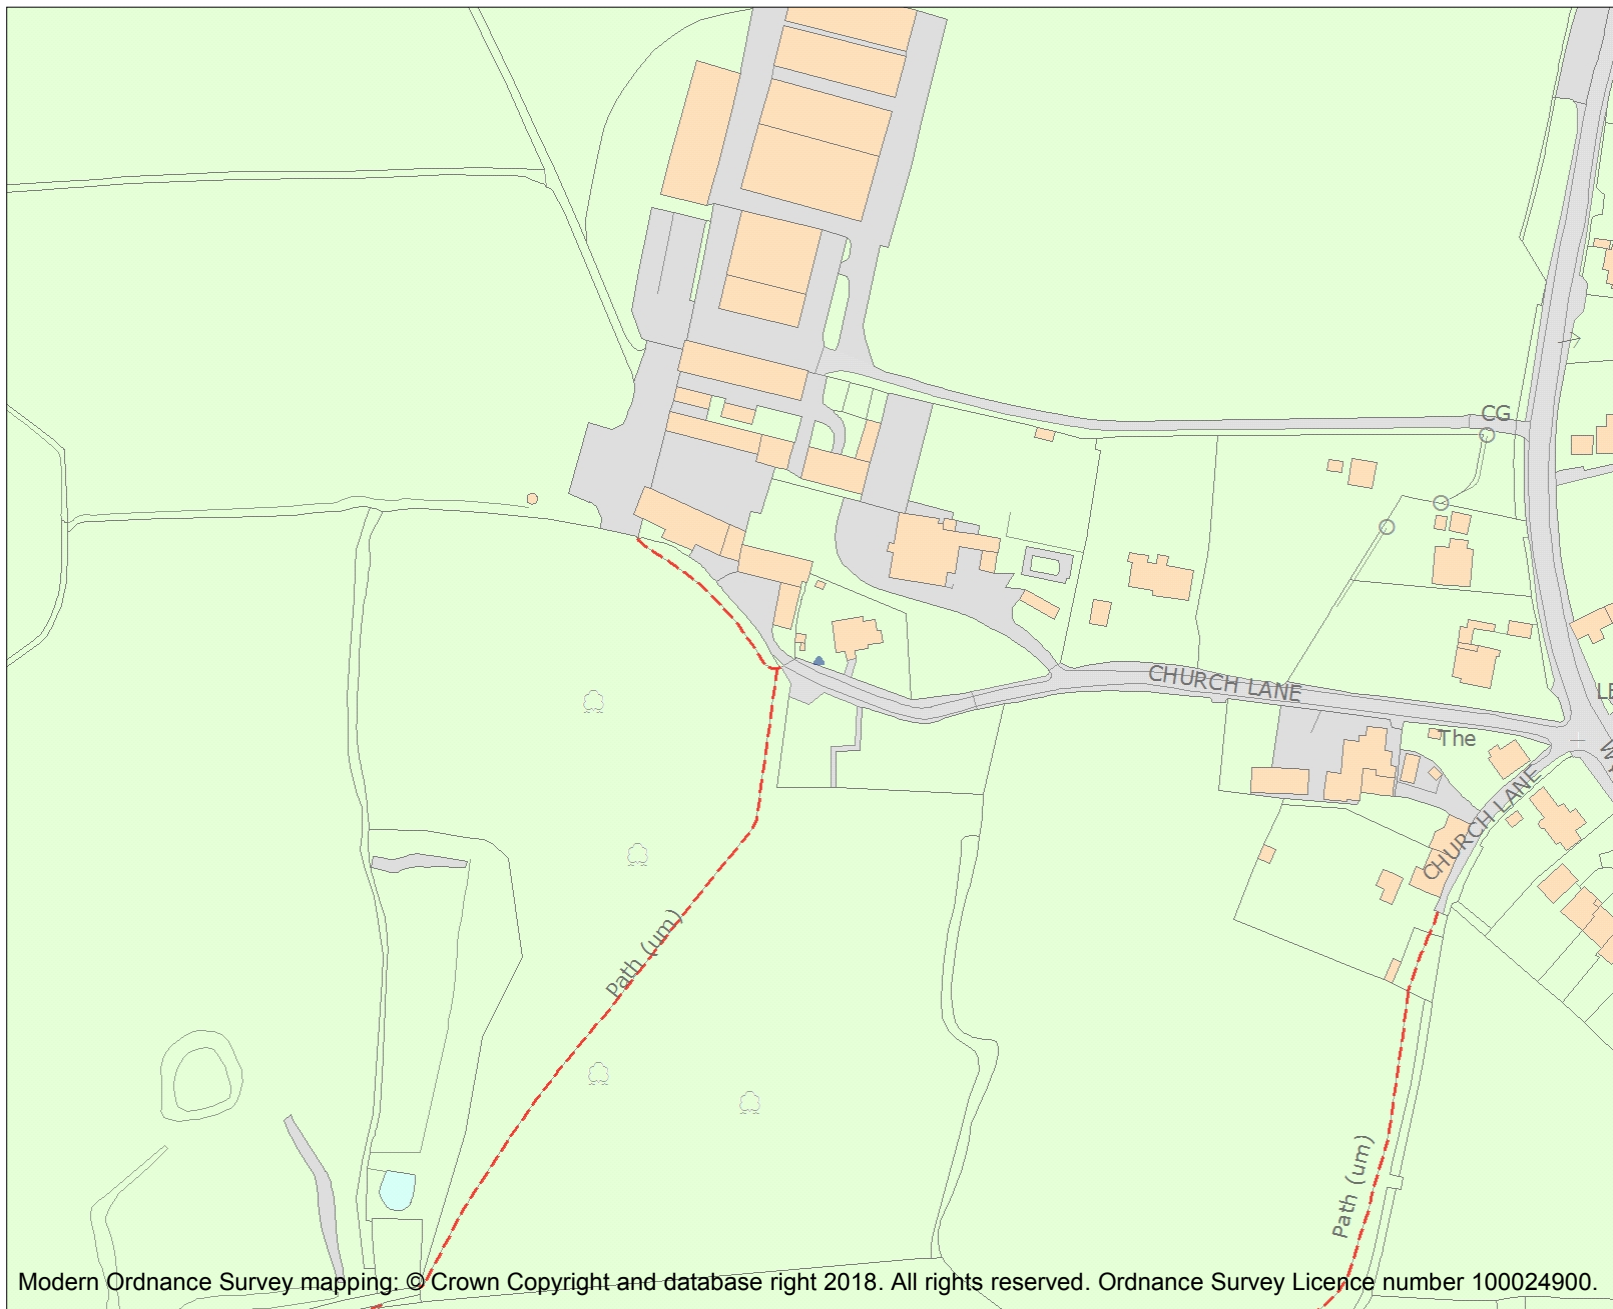 CG
CHURCH LANE
The
CHURCH LANE
Path (um)
Path (um)
Modern Ordnance Survey mapping: © Crown Copyright and database right 2018. All rights reserved. Ordnance Survey Licence number 100024900.